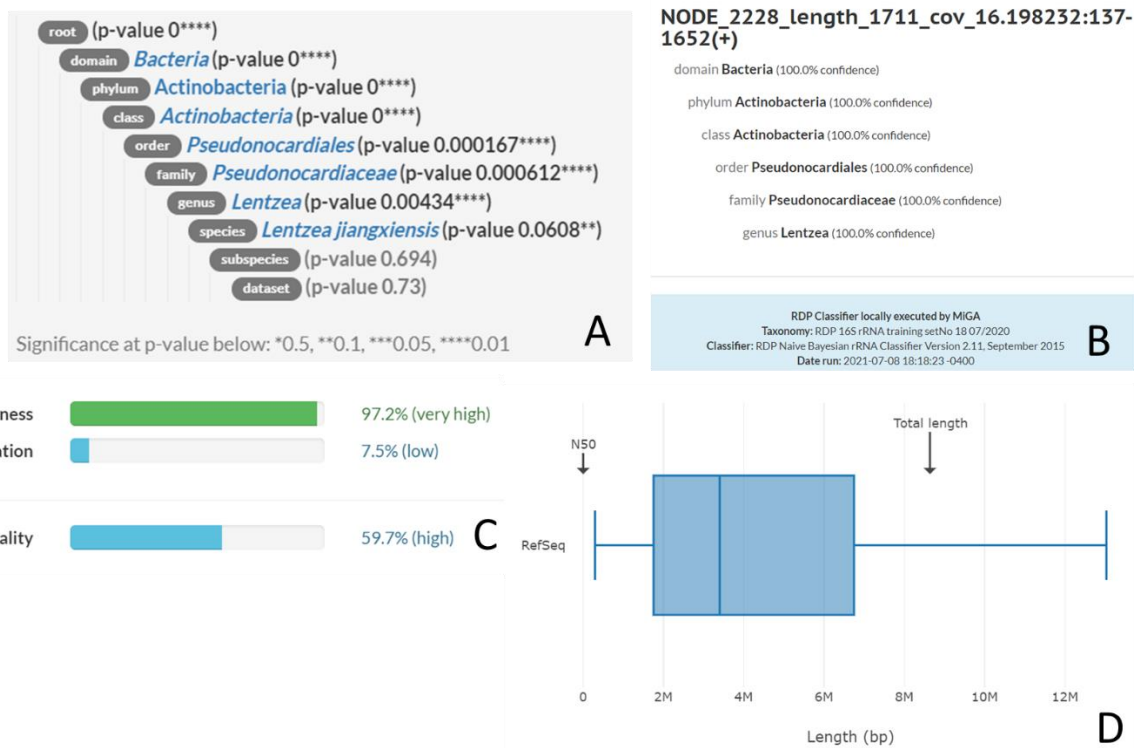 root (p-value 0****)
domain Bacteria (p-value 0****)
phylum Actinobacteria (p-value 0****)
class Actinobacteria (p-value 0****)
order Pseudonocardiales (p-value 0.000167****)
family Pseudonocardiaceae (p-value 0.000612****)
genus Lentzea (p-value 0.00434****)
species Lentzea jiangxiensis (p-value 0.0608**)
subspecies (p-value 0.694)
dataset (p-value 0.73)
Significance at p-value below: *0.5, **0.1, ***0.05, ****0.01
A
NODE_2228_length_1711_cov_16.198232:137-
1652(+)
domain Bacteria (100.0% confidence)
phylum Actinobacteria (100.0% confidence)
class Actinobacteria (100.0% confidence)
order Pseudonocardiales (100.0% confidence)
family Pseudonocardiaceae (100.0% confidence)
genus Lentzea (100.0% confidence)
RDP Classifier locally executed by MiGA
Taxonomy: RDP 16S rRNA training setNo 18 07/2020
Classifier: RDP Naive Bayesian rRNA Classifier Version 2.11, September 2015
Date run: 2021-07-08 18:18:23 -0400
B
ness 97.2% (very high)
ation 7.5% (low)
ality 59.7% (high)
C
N50
Total length
RefSeq
0 2M 4M 6M 8M 10M 12M
Length (bp)
D